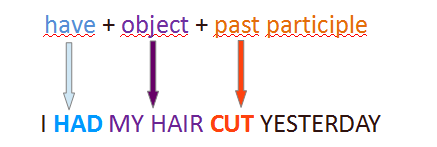 have + object + past participle
I HAD MY HAIR CUT YESTERDAY